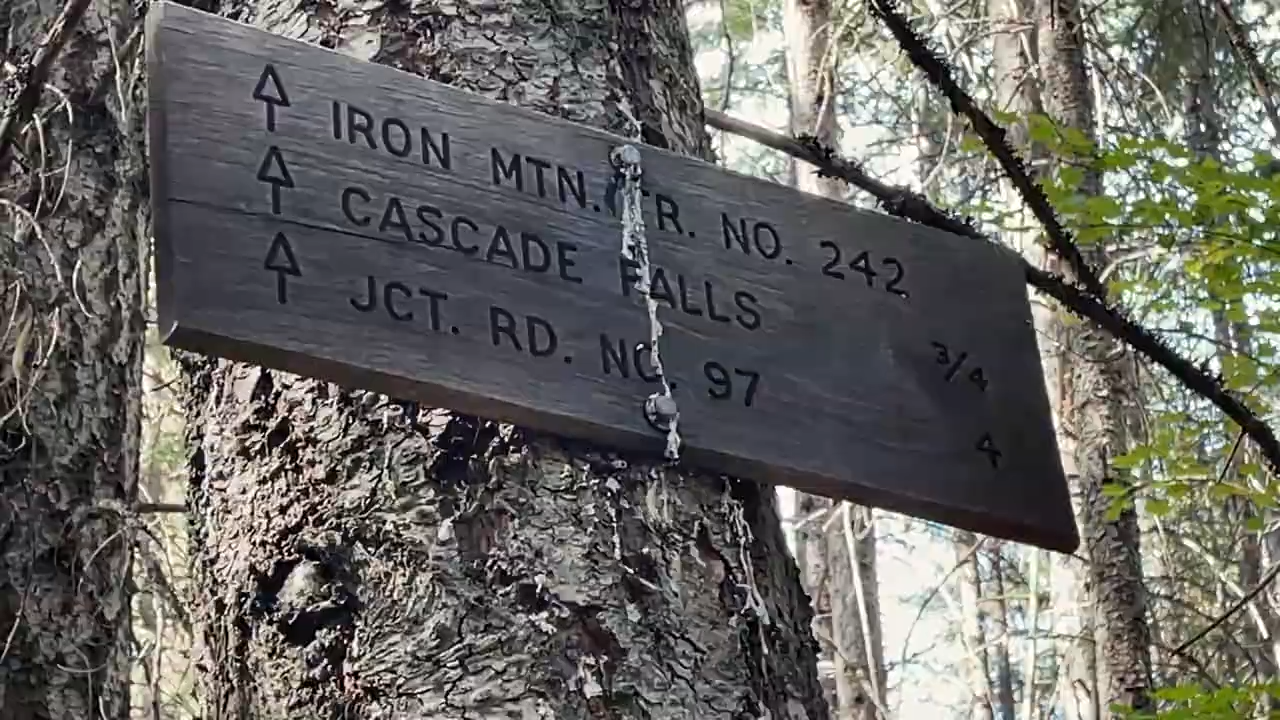 ↑ IRON MTN. TR. NO. 242
↑ CASCADE FALLS 3/4
↑ JCT. RD. NO. 97 4